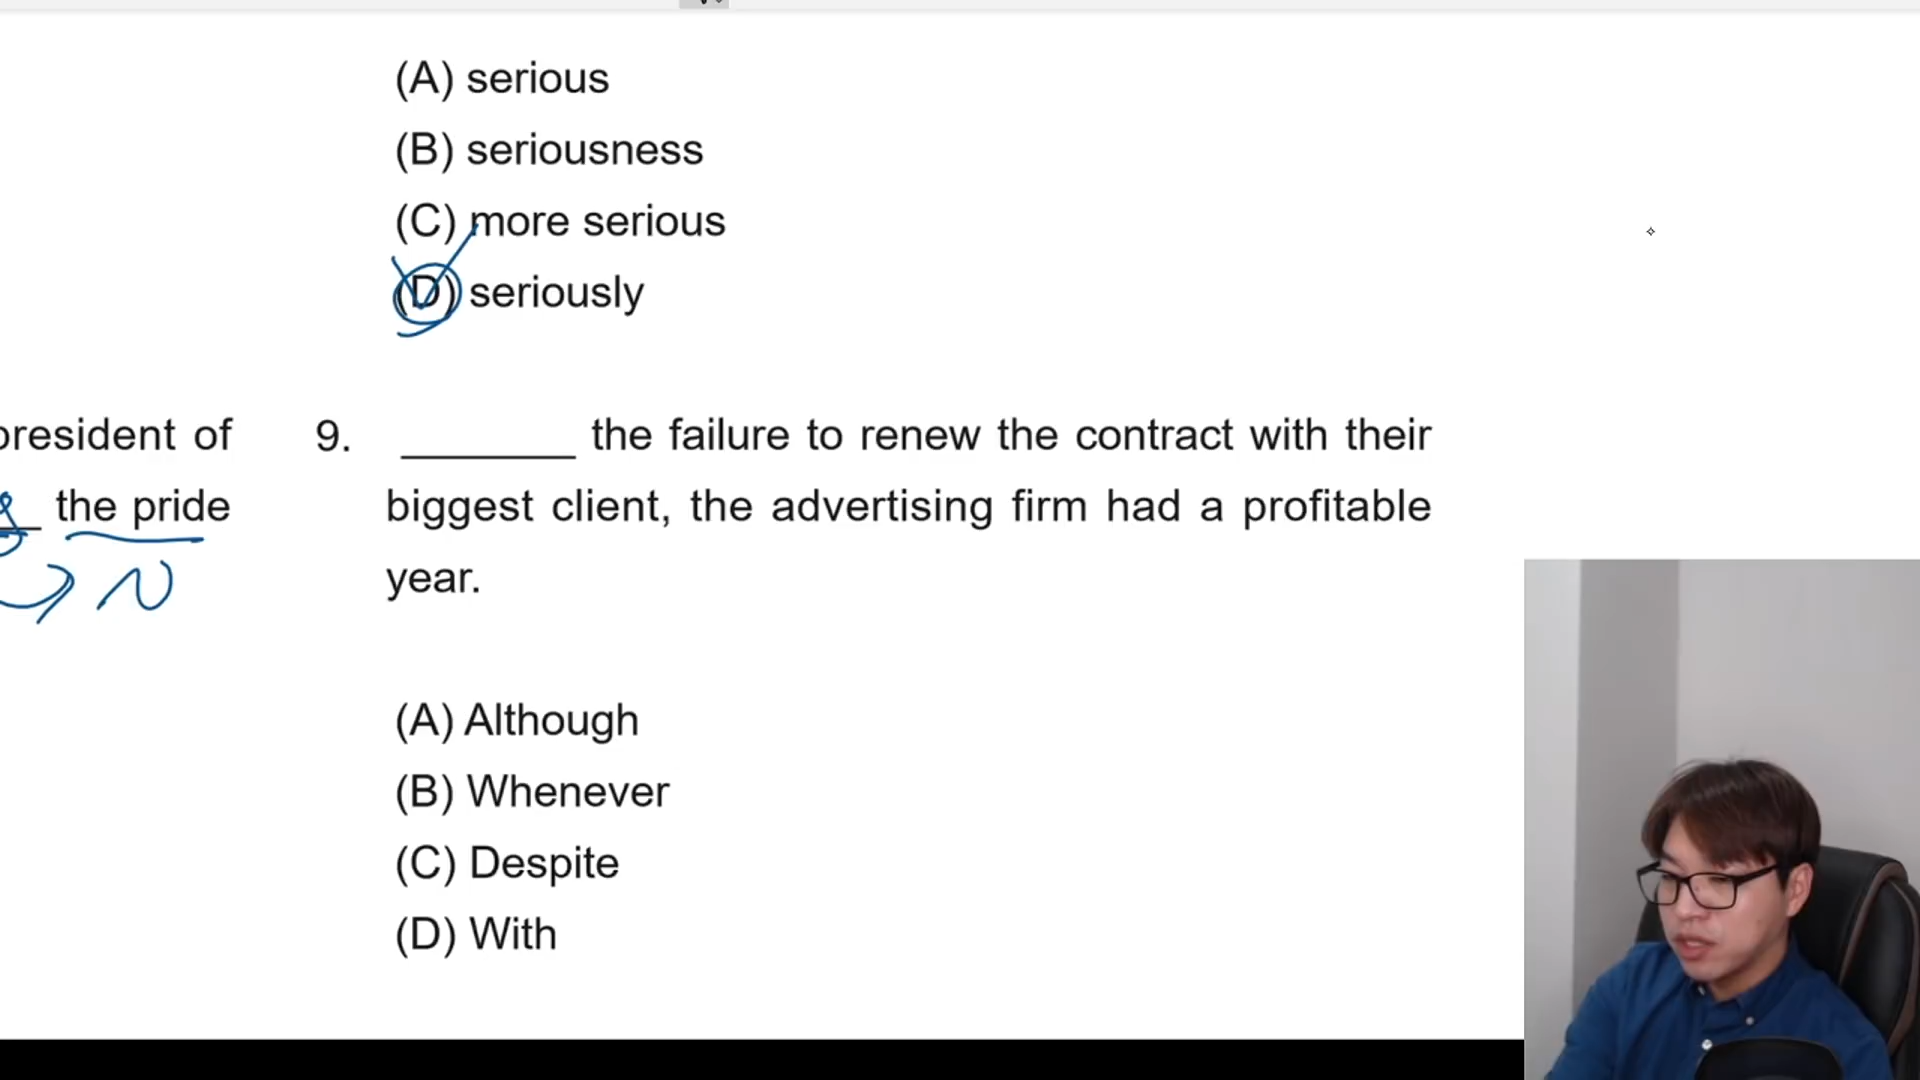 (A) serious
(B) seriousness
(C) more serious
(D) seriously
president of
the pride
N
9. ________ the failure to renew the contract with their
biggest client, the advertising firm had a profitable
year.
(A) Although
(B) Whenever
(C) Despite
(D) With